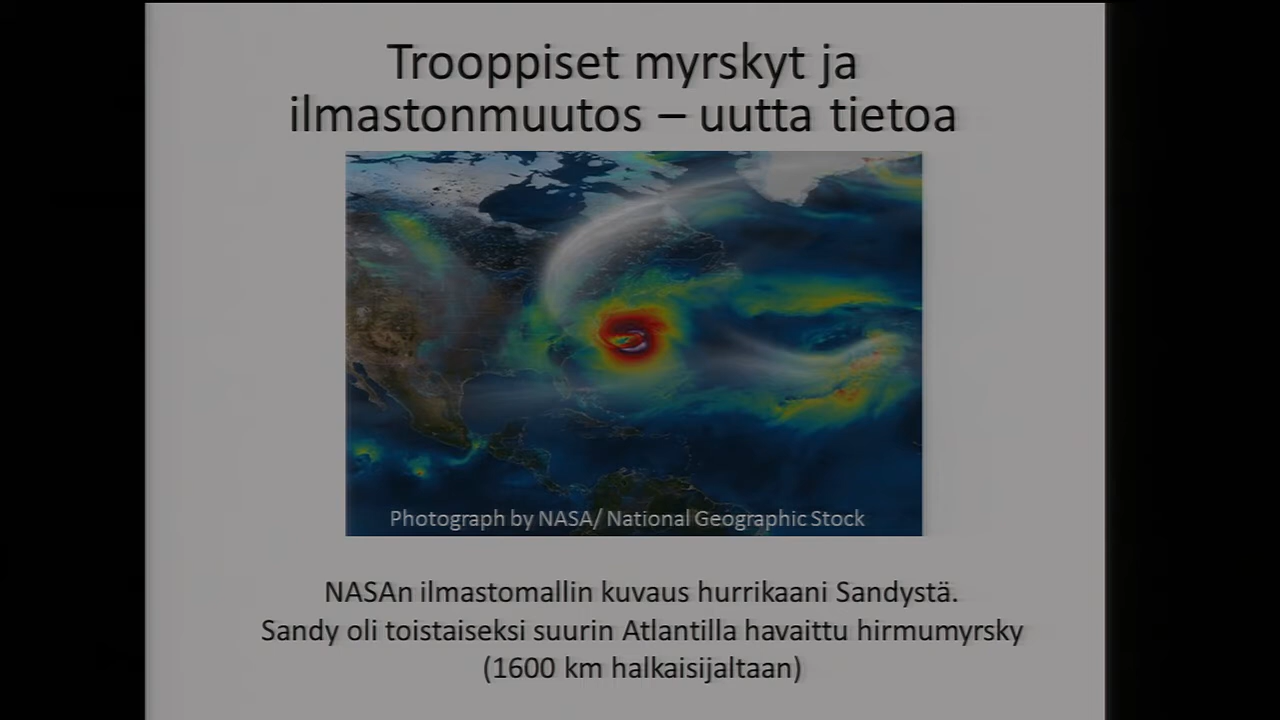 Trooppiset myrskyt ja
ilmastonmuutos – uutta tietoa
Photograph by NASA/ National Geographic Stock
NASAn ilmastomallin kuvaus hurrikaani Sandystä.
Sandy oli toistaiseksi suurin Atlantilla havaittu hirmumyrsky
(1600 km halkaisijaltaan)